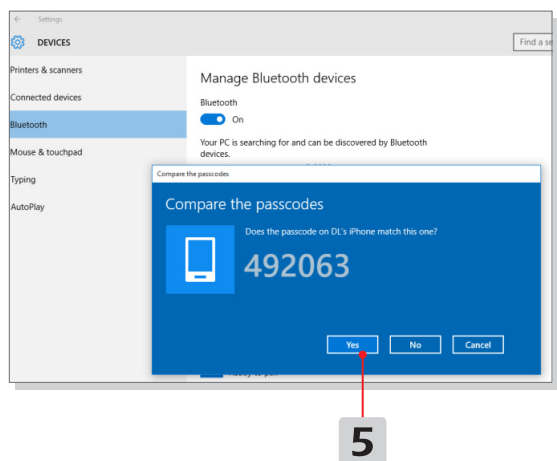 Settings
DEVICES
Find a se
Printers & scanners
Connected devices
Bluetooth
Mouse & touchpad
Typing
AutoPlay
Manage Bluetooth devices
Bluetooth
On
Your PC is searching for and can be discovered by Bluetooth
devices.
Compare the passcodes
Compare the passcodes
Does the passcode on DL's iPhone match this one?
492063
Yes No Cancel
5